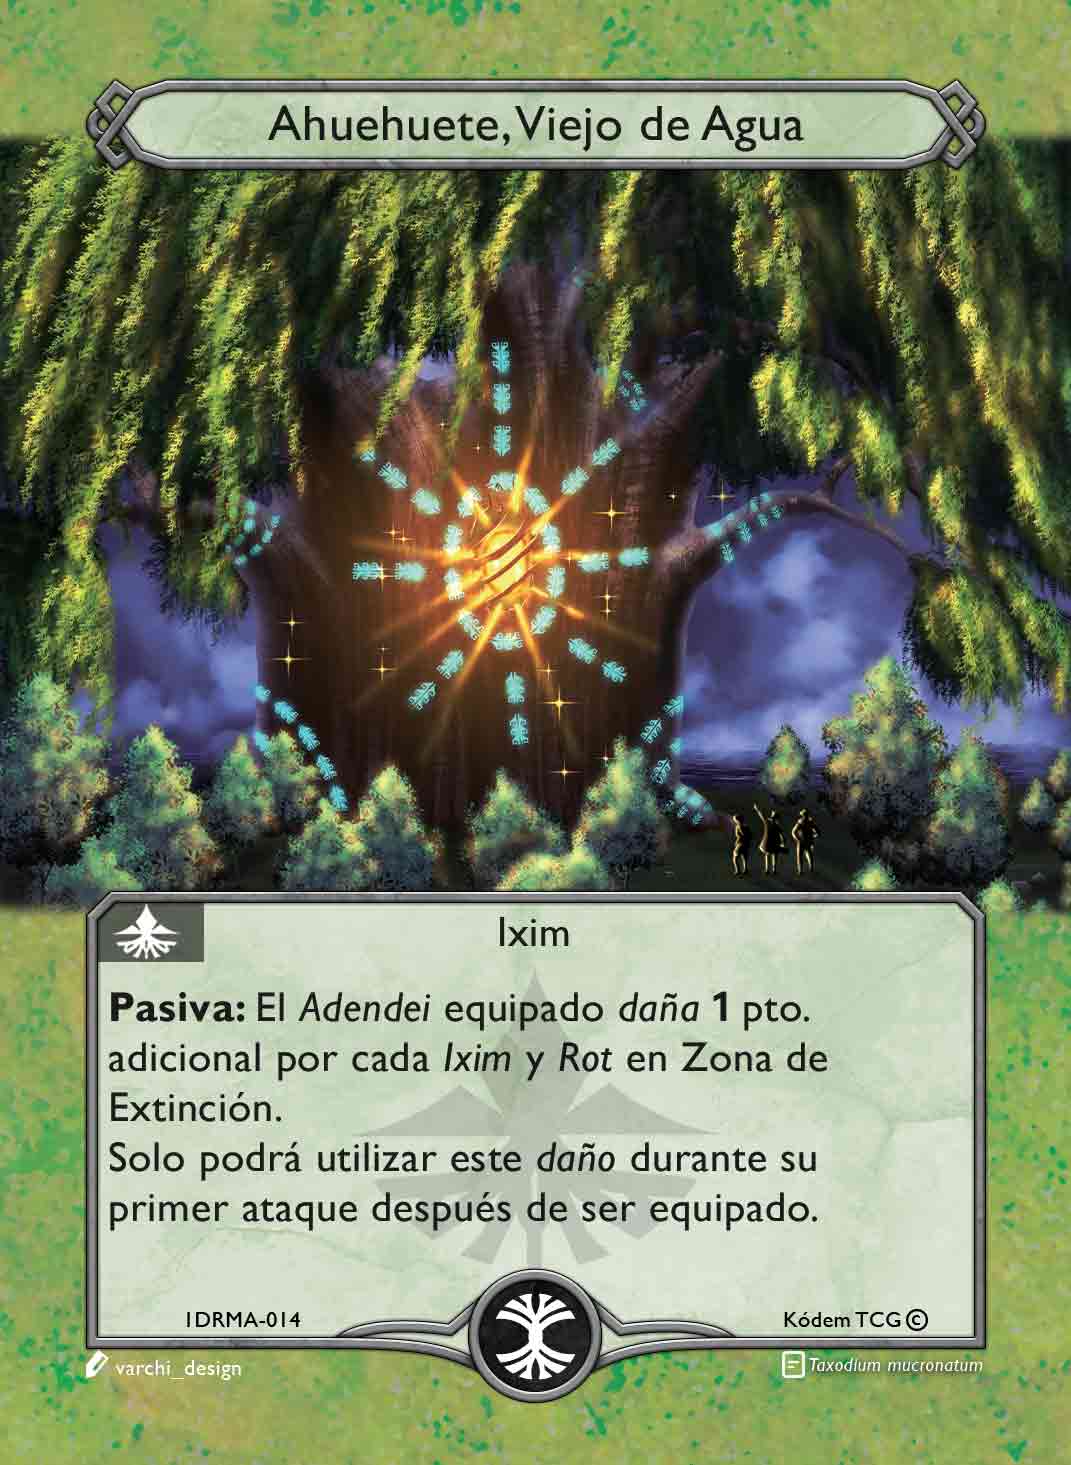 Ahuehuete, Viejo de Agua
Ixim
Pasiva: El Adendei equipado daña 1 pto.
adicional por cada Ixim y Rot en Zona de
Extinción.
Solo podrá utilizar este daño durante su
primer ataque después de ser equipado.
1DRMA-014
Kódem TCG ©
varchi_design
Taxodium mucronatum